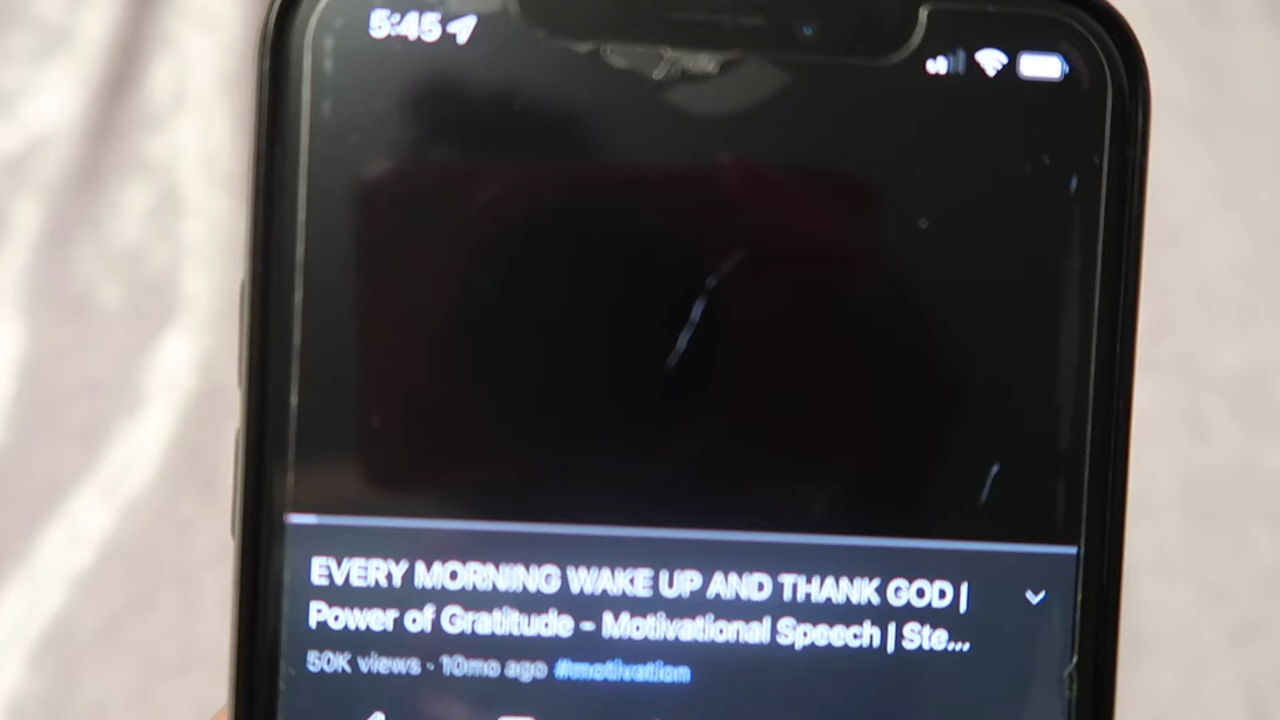 5:45
EVERY MORNING WAKE UP AND THANK GOD |
Power of Gratitude - Motivational Speech | Ste...
50K views · 10mo ago #motivation